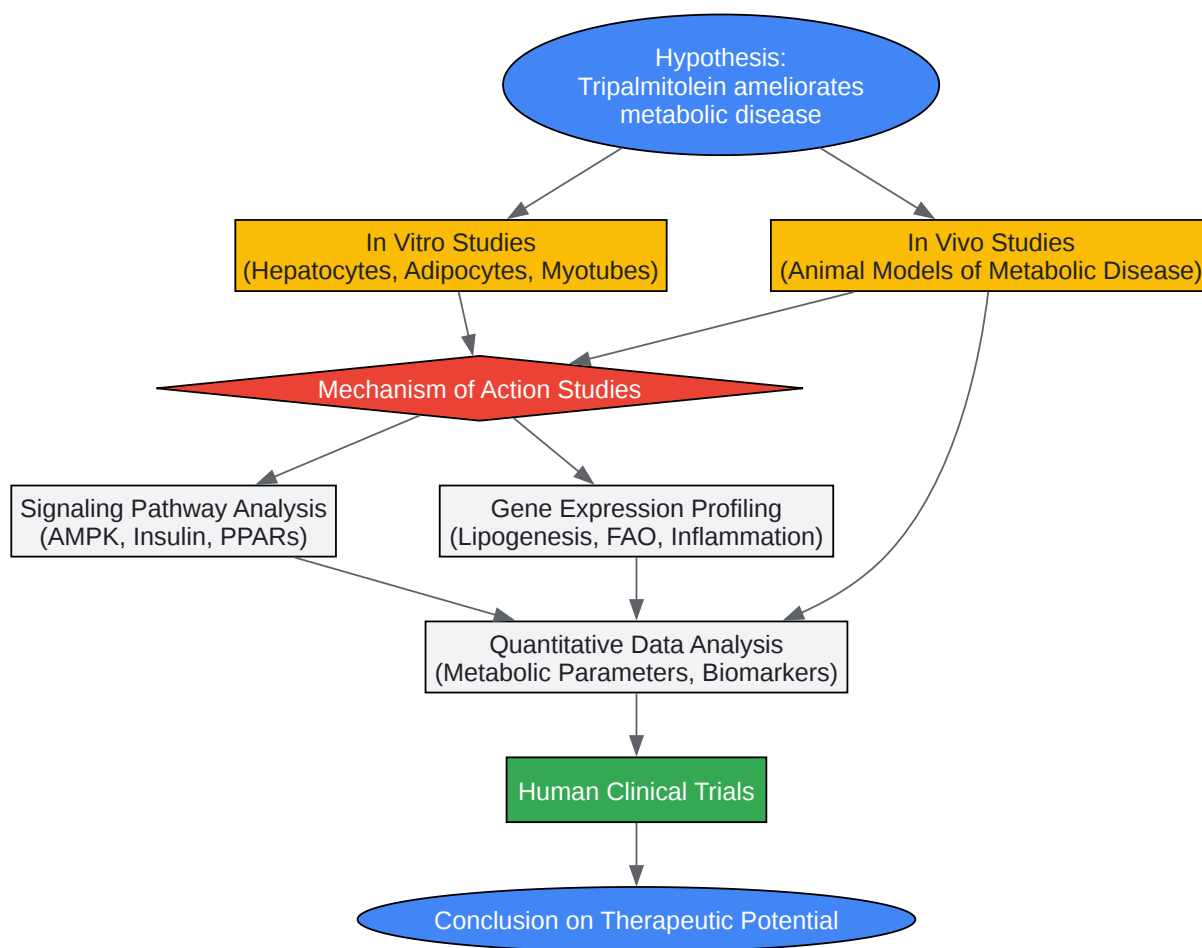 Hypothesis:
Tripalmitolein ameliorates
metabolic disease
In Vitro Studies
(Hepatocytes, Adipocytes, Myotubes)
In Vivo Studies
(Animal Models of Metabolic Disease)
Mechanism of Action Studies
Signaling Pathway Analysis
(AMPK, Insulin, PPARs)
Gene Expression Profiling
(Lipogenesis, FAO, Inflammation)
Quantitative Data Analysis
(Metabolic Parameters, Biomarkers)
Human Clinical Trials
Conclusion on Therapeutic Potential